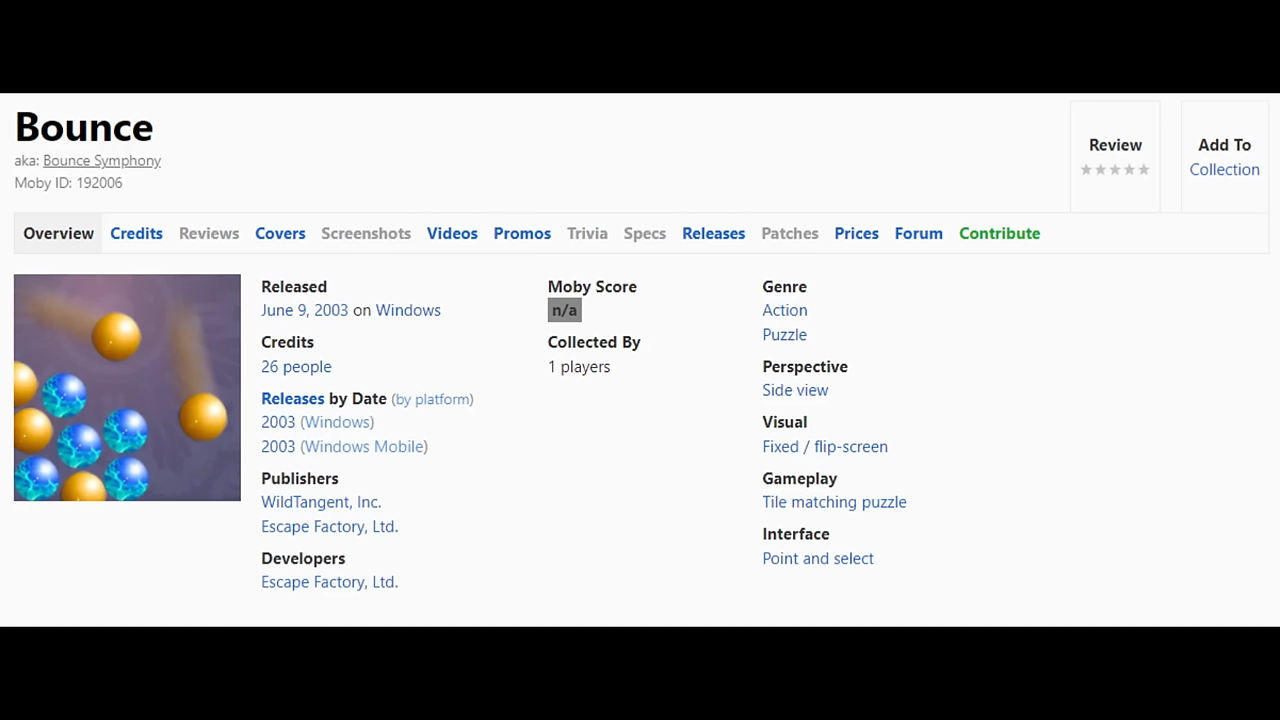 Bounce
aka: Bounce Symphony
Moby ID: 192006
Review
Add To
Collection
Overview Credits Reviews Covers Screenshots Videos Promos Trivia Specs Releases Patches Prices Forum Contribute
Released
June 9, 2003 on Windows
Credits
26 people
Releases by Date (by platform)
2003 (Windows)
2003 (Windows Mobile)
Publishers
WildTangent, Inc.
Escape Factory, Ltd.
Developers
Escape Factory, Ltd.
Moby Score
n/a
Collected By
1 players
Genre
Action
Puzzle
Perspective
Side view
Visual
Fixed / flip-screen
Gameplay
Tile matching puzzle
Interface
Point and select